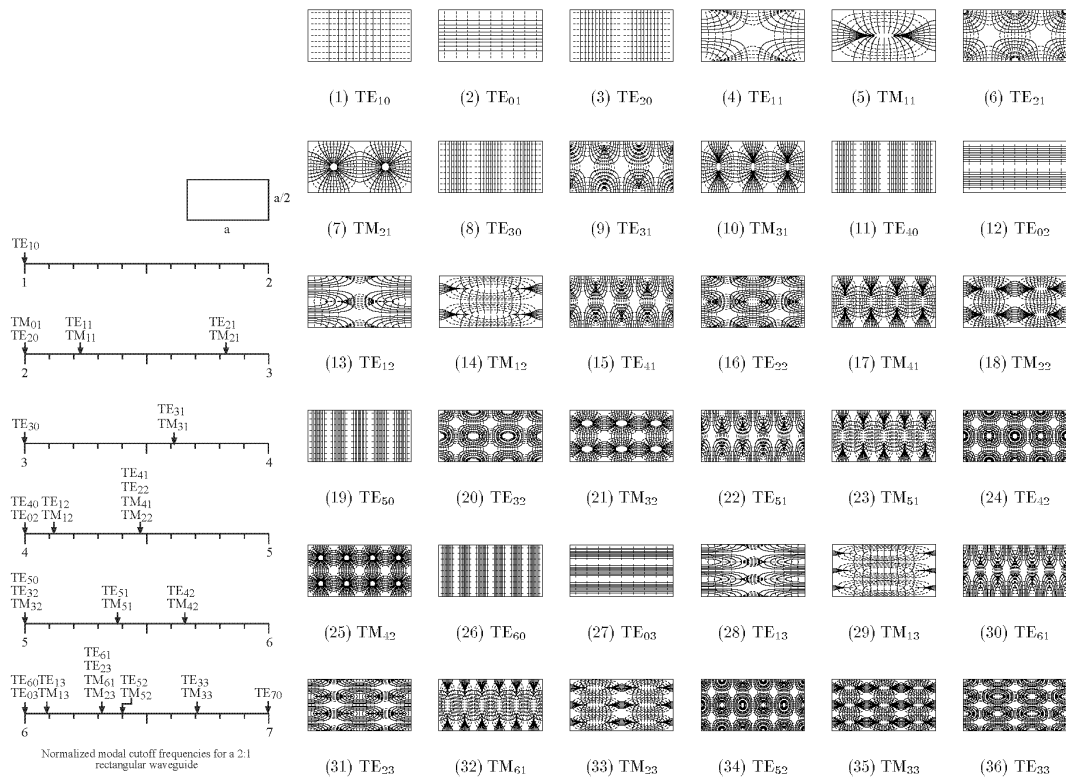 (1) TE10 (2) TE01 (3) TE20 (4) TE11 (5) TM11 (6) TE21
a/2
a
(7) TM21 (8) TE30 (9) TE31 (10) TM31 (11) TE40 (12) TE02
TE10
1 2
TM01 TE11 TE21
TE20 TM11 TM21
2 3
(13) TE12 (14) TM12 (15) TE41 (16) TE22 (17) TM41 (18) TM22
TE31
TE30 TM31
3 4
TE41
TE22
TE40 TE12 TM41
TE02 TM12 TM22
4 5
(19) TE50 (20) TE32 (21) TM32 (22) TE51 (23) TM51 (24) TE42
TE50
TE32 TE51 TE42
TM32 TM51 TM42
5 6
(25) TM42 (26) TE60 (27) TE03 (28) TE13 (29) TM13 (30) TE61
TE61
TE23
TE60 TE13 TM61 TE52 TE33
TE03 TM13 TM23 TM52 TM33 TE70
6 7
Normalized modal cutoff frequencies for a 2:1
rectangular waveguide
(31) TE23 (32) TM61 (33) TM23 (34) TE52 (35) TM33 (36) TE33